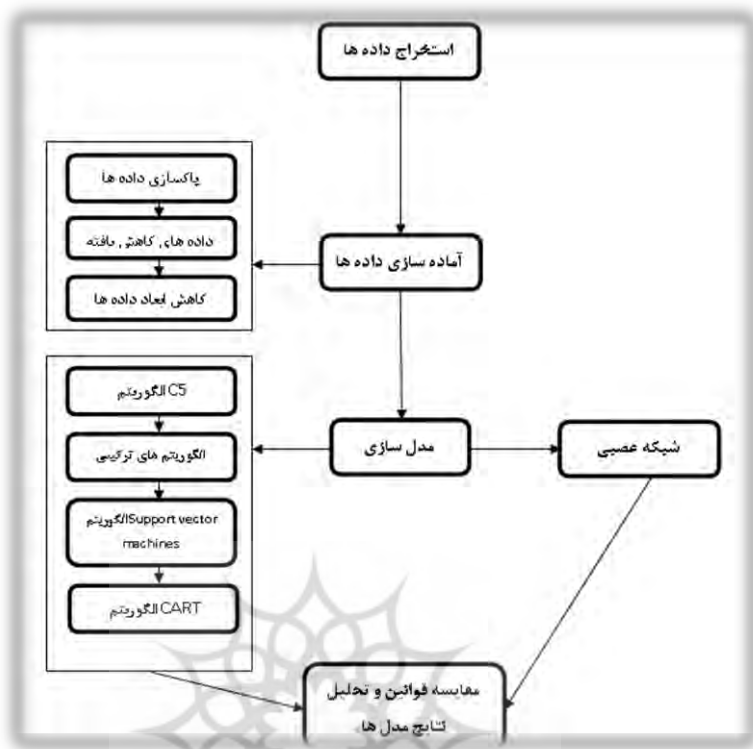 استخراج داده ها
پاکسازی داده ها
داده های کاهش یافته
کاهش ابعاد داده ها
آماده سازی داده ها
الگوریتم C5
الگوریتم های ترکیبی
الگوریتم Support vector
machines
الگوریتم CART
مدل سازی
شبکه عصبی
مقایسه قوانین و تحلیل
نتایج مدل ها